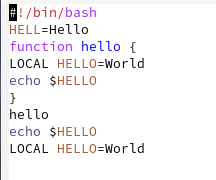 #!/bin/bash
HELL=Hello
function hello {
LOCAL HELLO=World
echo $HELLO
}
hello
echo $HELLO
LOCAL HELLO=World